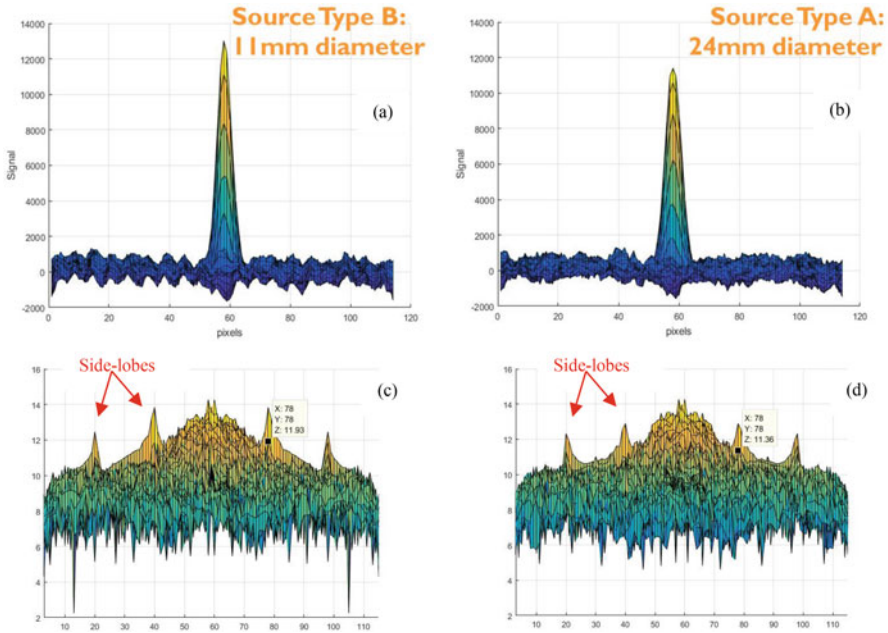 Source Type B:
11mm diameter
Source Type A:
24mm diameter
14000
12000
10000
8000
6000
4000
2000
0
-2000
Signal
(a)
0 20 40 60 80 100 120
pixels
14000
12000
10000
8000
6000
4000
2000
0
-2000
Signal
(b)
0 20 40 60 80 100 120
pixels
Side-lobes
(c)
16
14
12
10
8
6
4
2
X: 78
Y: 78
Z: 11.93
10 20 30 40 50 60 70 80 90 100 110
Side-lobes
(d)
16
14
12
10
8
6
4
2
X: 78
Y: 78
Z: 11.36
10 20 30 40 50 60 70 80 90 100 110